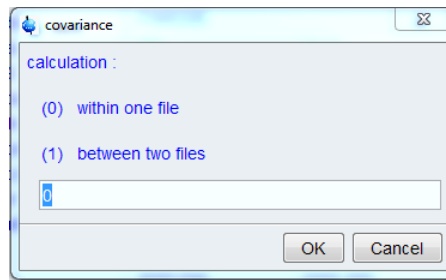 covariance
calculation :
(0) within one file
(1) between two files
0
OK Cancel